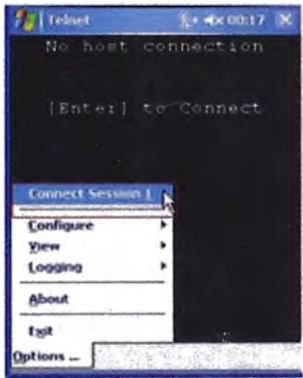 Telnet 00:17
No host connection
[Enter] to Connect
Connect Session 1
Configure
View
Logging
About
Exit
Options ...